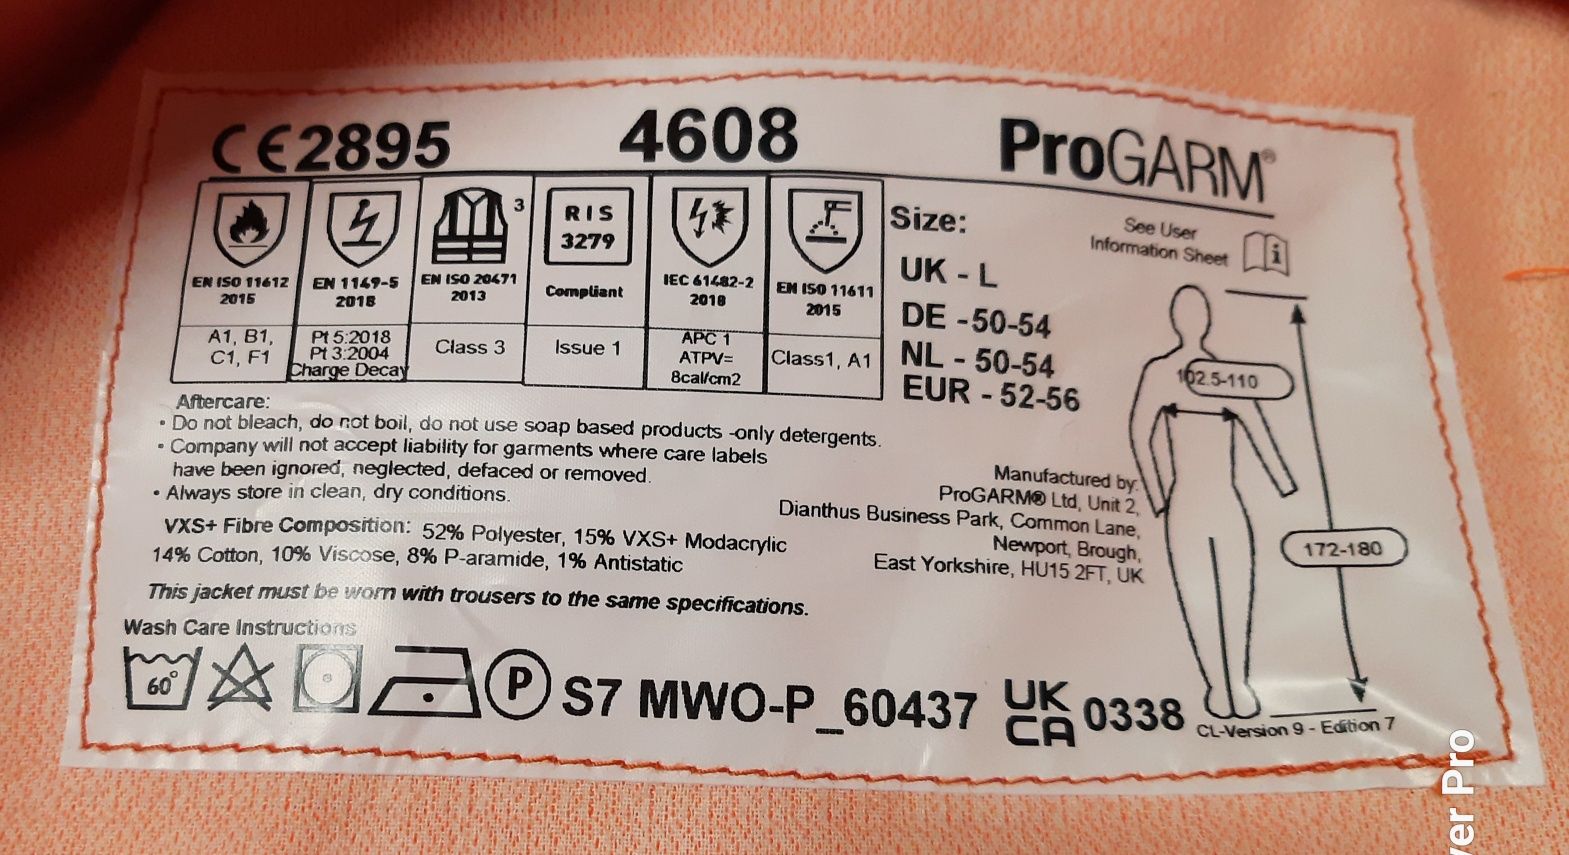 CE2895 4608 ProGARM®
3
RIS
3279
EN ISO 11612
2015
A1, B1,
C1, F1
EN 1149-5
2018
Pt 5:2018
Pt 3:2004
Charge Decay
EN ISO 20471
2013
Class 3
Compliant
Issue 1
IEC 61482-2
2018
APC 1
ATPV=
8cal/cm2
EN ISO 11611
2015
Class1, A1
Size:
UK - L
DE -50-54
NL - 50-54
EUR - 52-56
See User
Information Sheet
i
102.5-110
172-180
Aftercare:
• Do not bleach, do not boil, do not use soap based products -only detergents.
• Company will not accept liability for garments where care labels
have been ignored, neglected, defaced or removed.
• Always store in clean, dry conditions.
VXS+ Fibre Composition: 52% Polyester, 15% VXS+ Modacrylic
14% Cotton, 10% Viscose, 8% P-aramide, 1% Antistatic
This jacket must be worn with trousers to the same specifications.
Manufactured by:
ProGARM® Ltd, Unit 2,
Dianthus Business Park, Common Lane,
Newport, Brough,
East Yorkshire, HU15 2FT, UK
Wash Care Instructions
60° P S7 MWO-P_60437 UK
CA 0338
CL-Version 9 - Edition 7
ver Pro